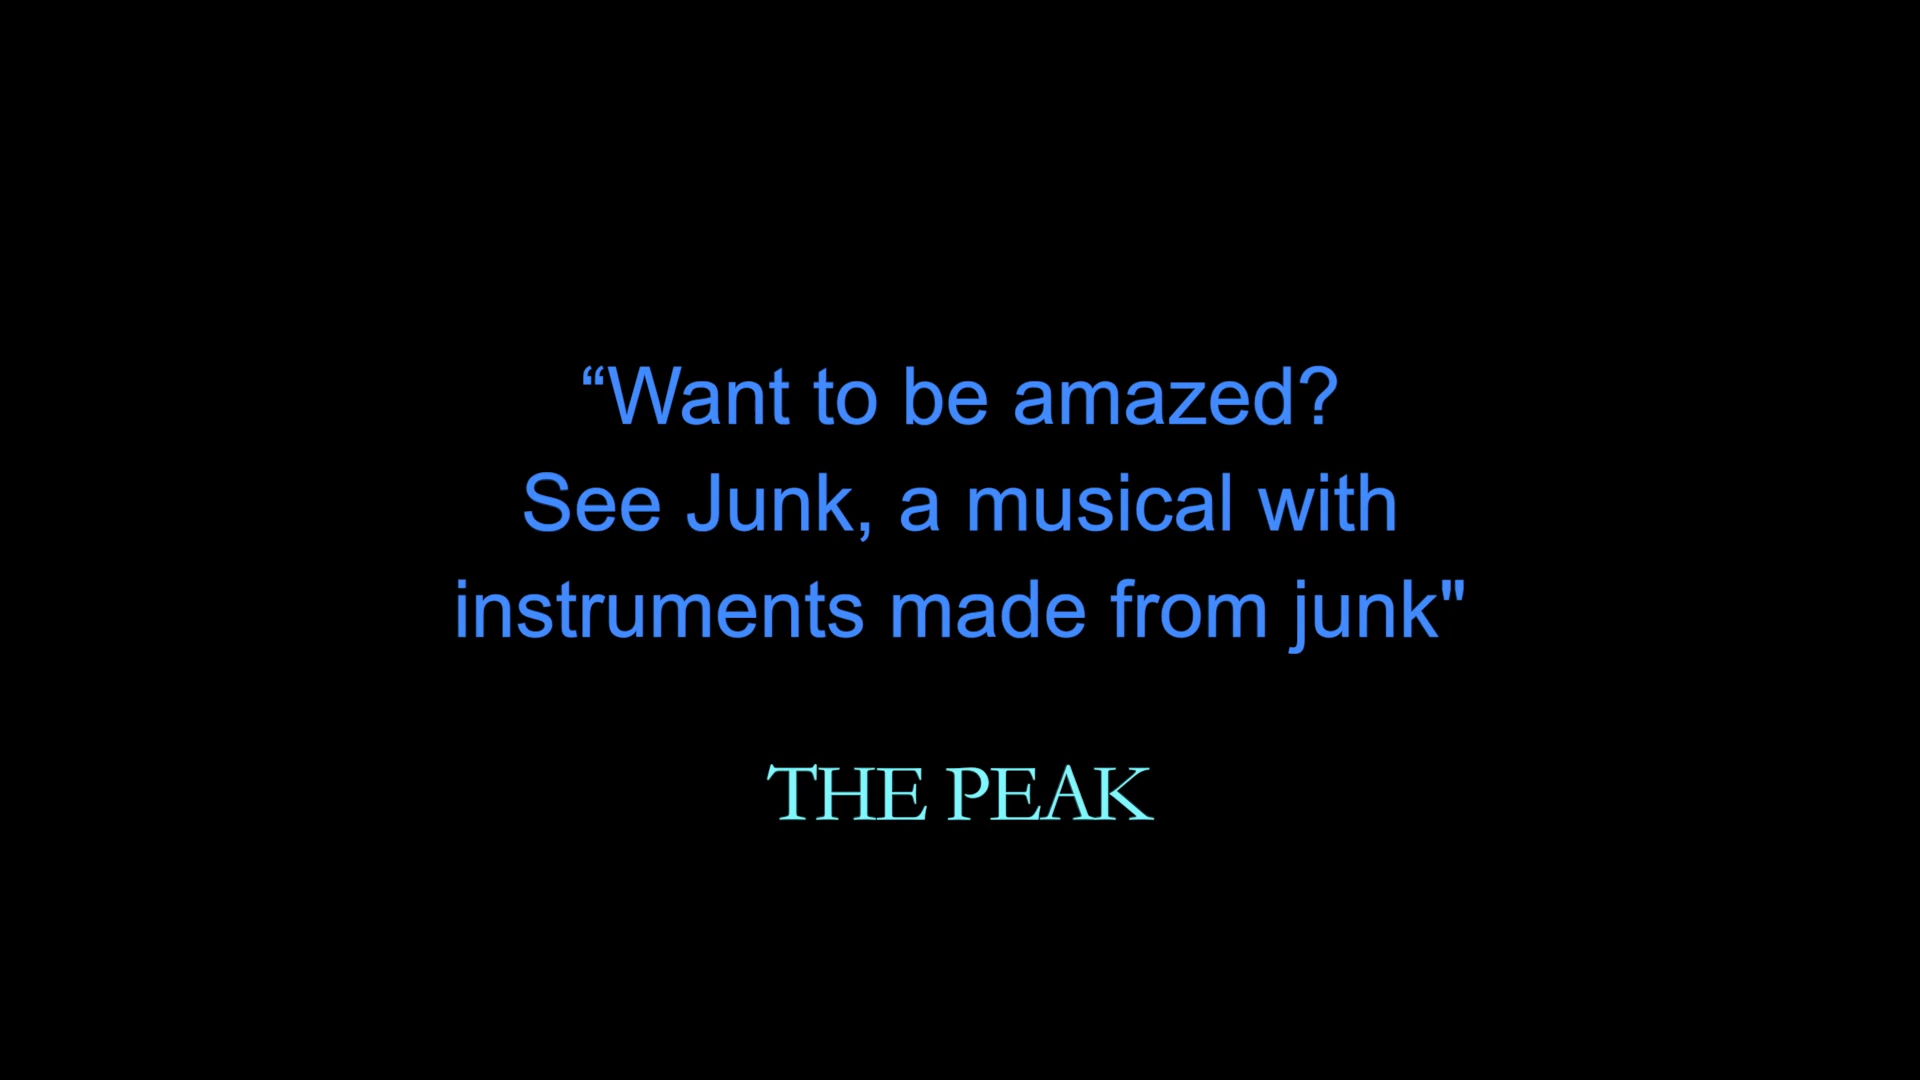 “Want to be amazed?
See Junk, a musical with
instruments made from junk"
THE PEAK